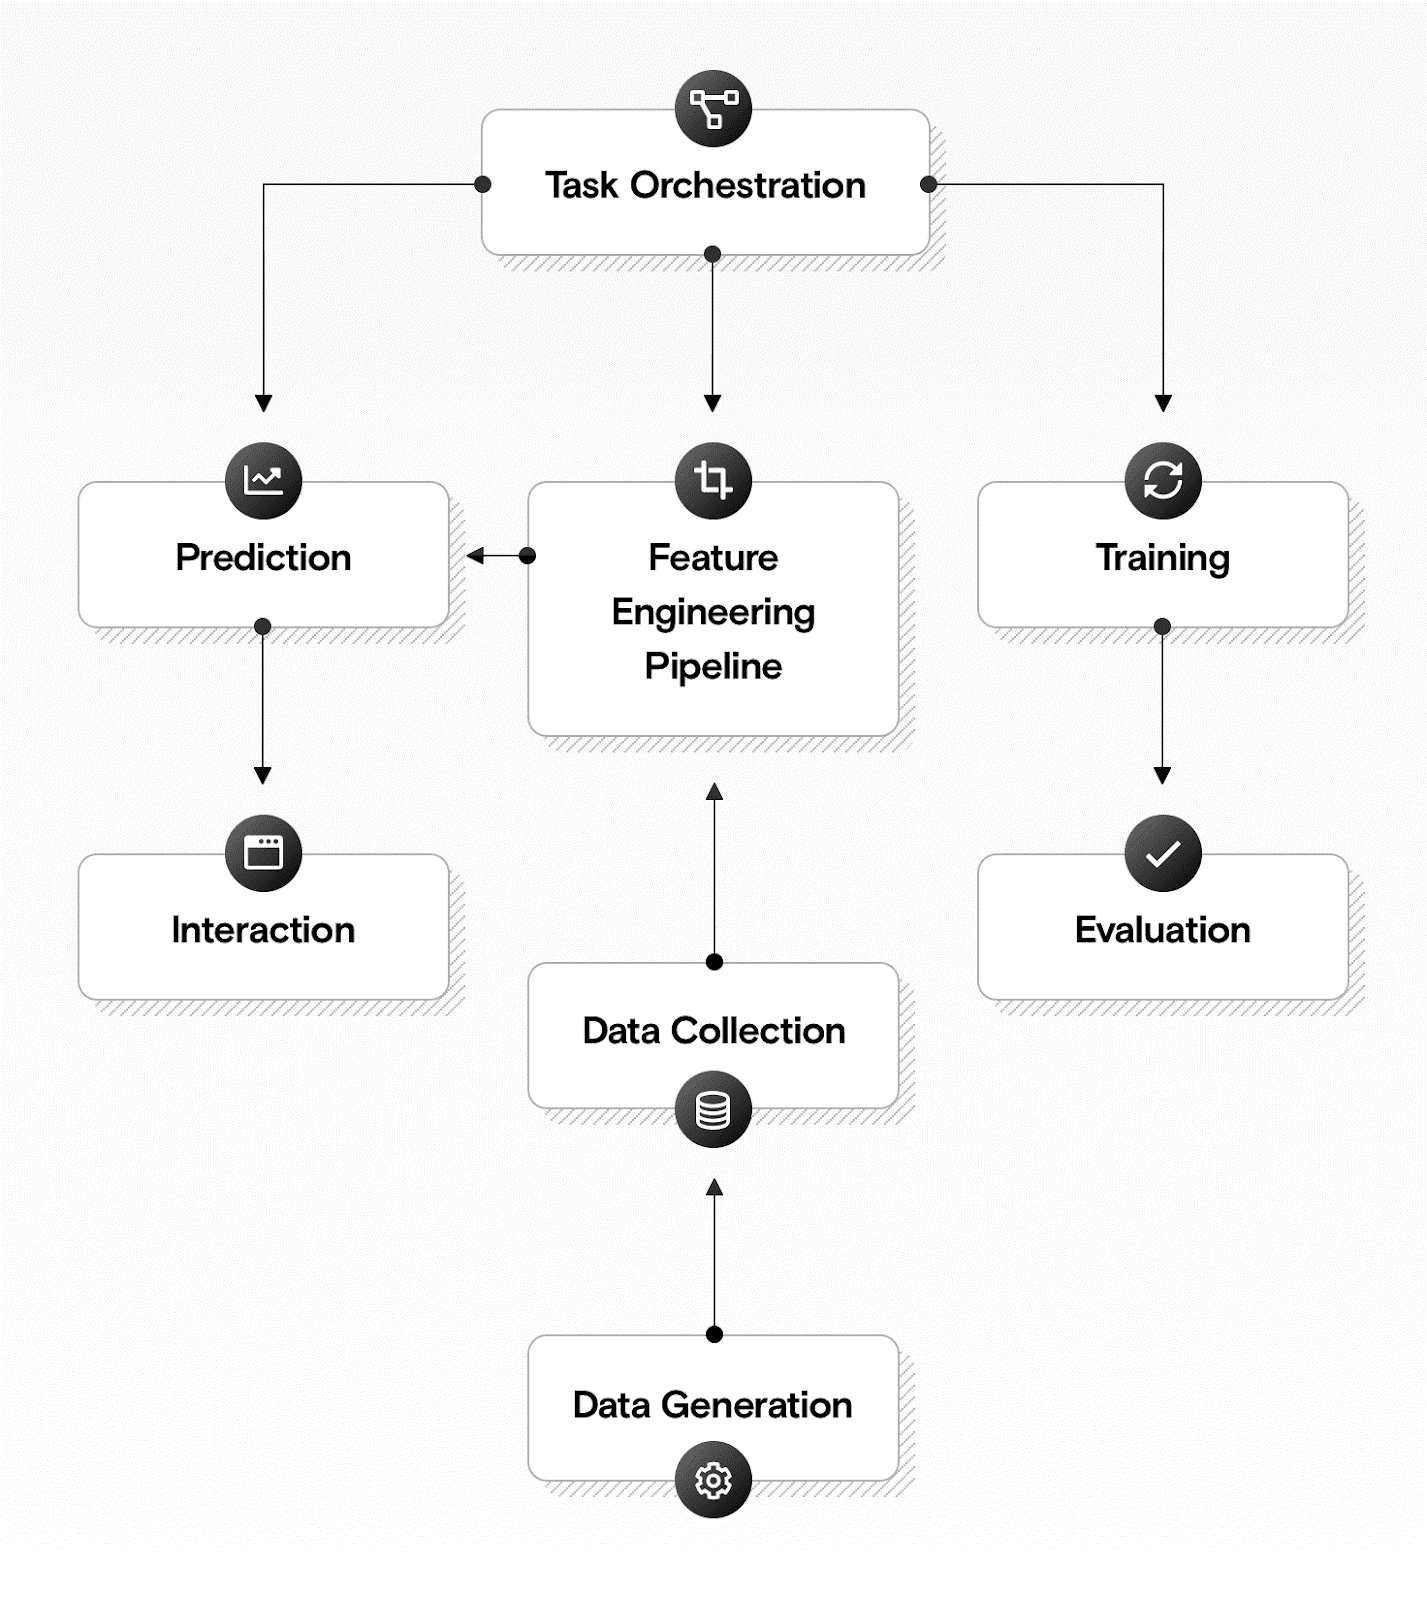 Task Orchestration
Prediction
Feature
Engineering
Pipeline
Training
Interaction
Evaluation
Data Collection
Data Generation